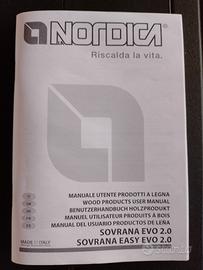 NORDICA®
Riscalda la vita.
MANUALE UTENTE PRODOTTI A LEGNA
WOOD PRODUCTS USER MANUAL
BENUTZERHANDBUCH HOLZPRODUKT
MANUEL UTILISATEUR PRODUITS À BOIS
MANUAL DEL USUARIO PRODUCTOS DE LEÑA
SOVRANA EVO 2.0
SOVRANA EASY EVO 2.0
MADE IN ITALY